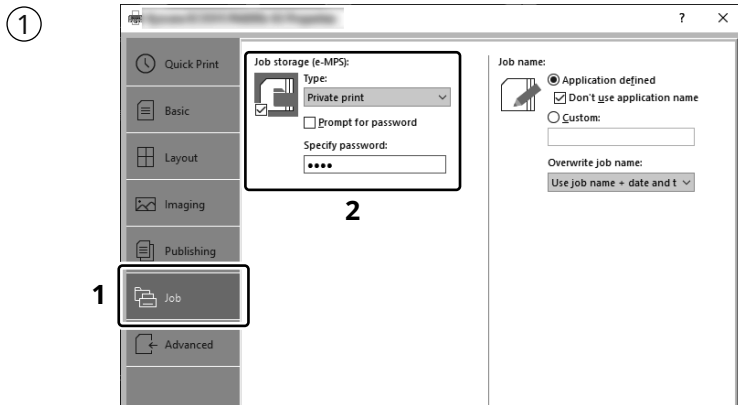 1
? ×
Quick Print
Basic
Layout
Imaging
Publishing
1
Job
Advanced
Job storage (e-MPS):
Type:
Private print
Prompt for password
Specify password:
••••
2
Job name:
Application defined
Don't use application name
Custom:
Overwrite job name:
Use job name + date and t